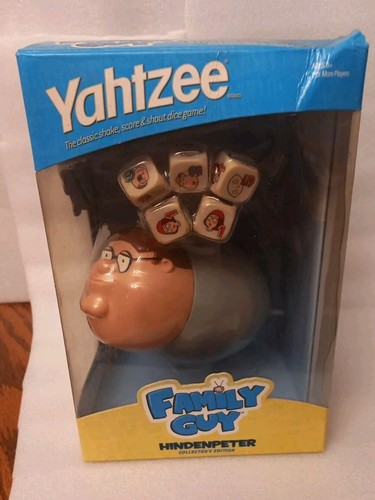 Yahtzee
The classic shake, score & shout dice game!
FAMILY
GUY
HINDENPETER
COLLECTOR'S EDITION